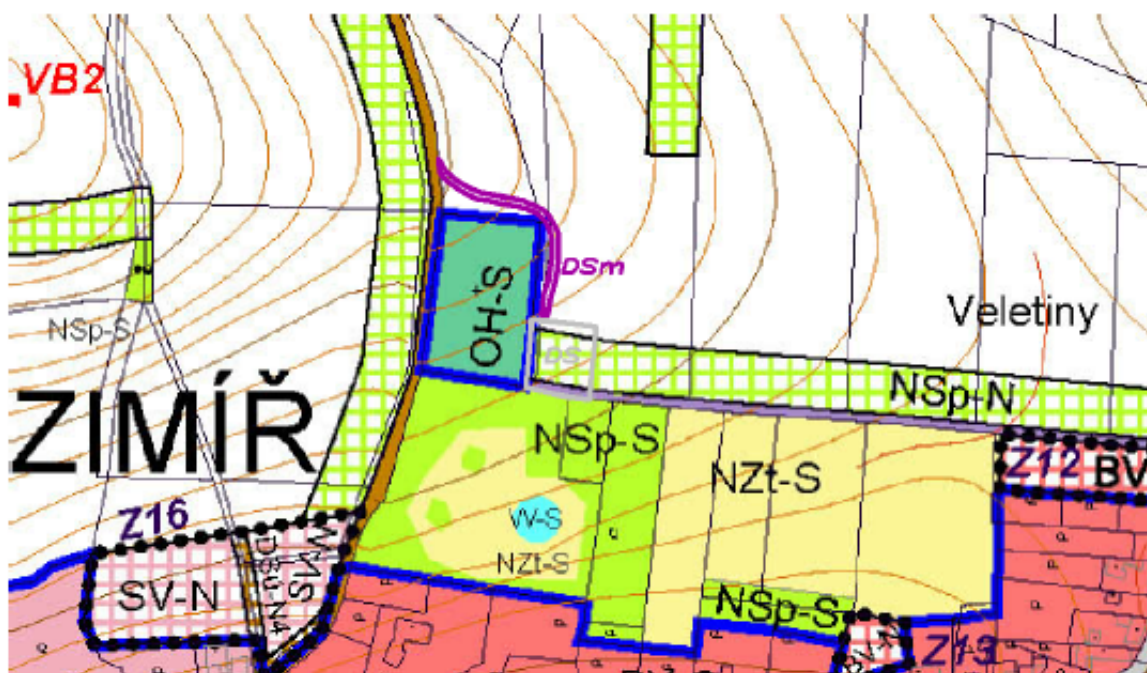 VB2
DSm
OH-S
Veletiny
NSp-S
DS
NSp-N
ZIMÍŘ
NSp-S
NZt-S
Z12
BV
Z16
W-S
NZt-S
SV-N
NSp-S
Z13